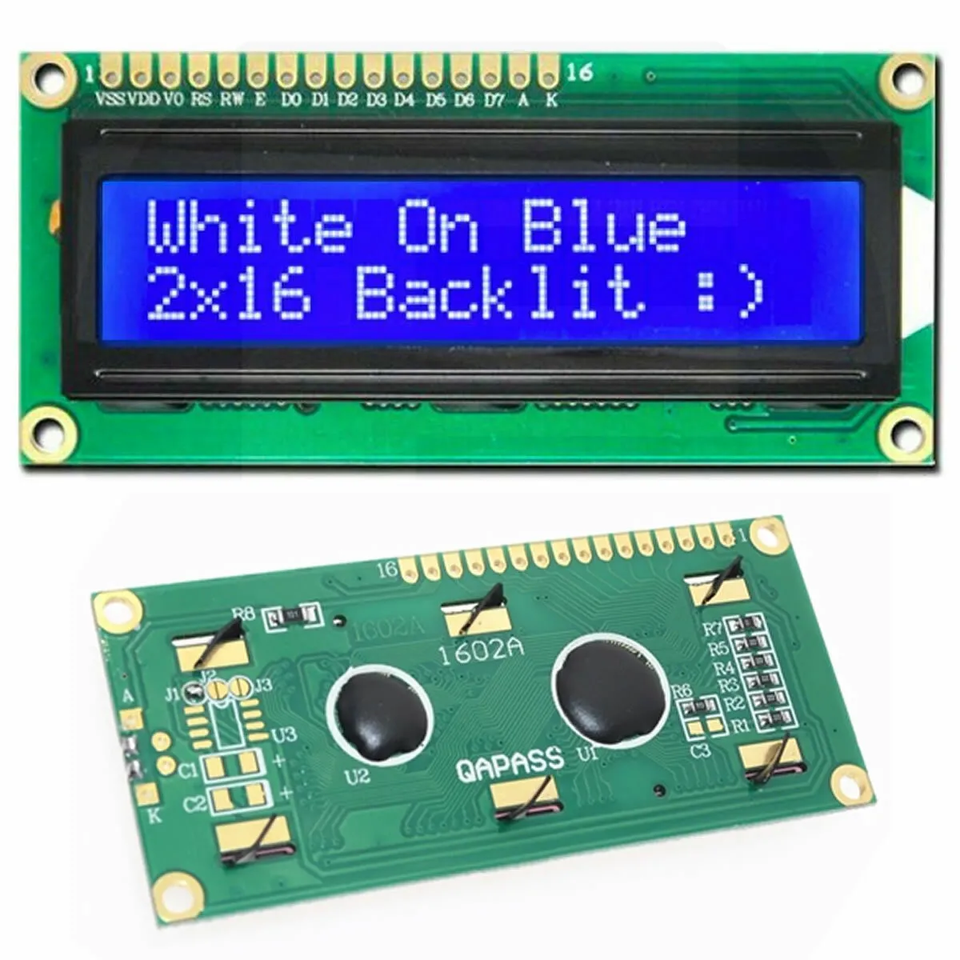 1 16
VSS VDD V0 RS RW E D0 D1 D2 D3 D4 D5 D6 D7 A K
White On Blue
2x16 Backlit :)
16 1
R8
1602A
1602A
J2
J1 J3
A
U3
C1 +
C2 +
K
U2
QAPASS
U1
R7
R5
R4
R3
R6
R2
R1
C3